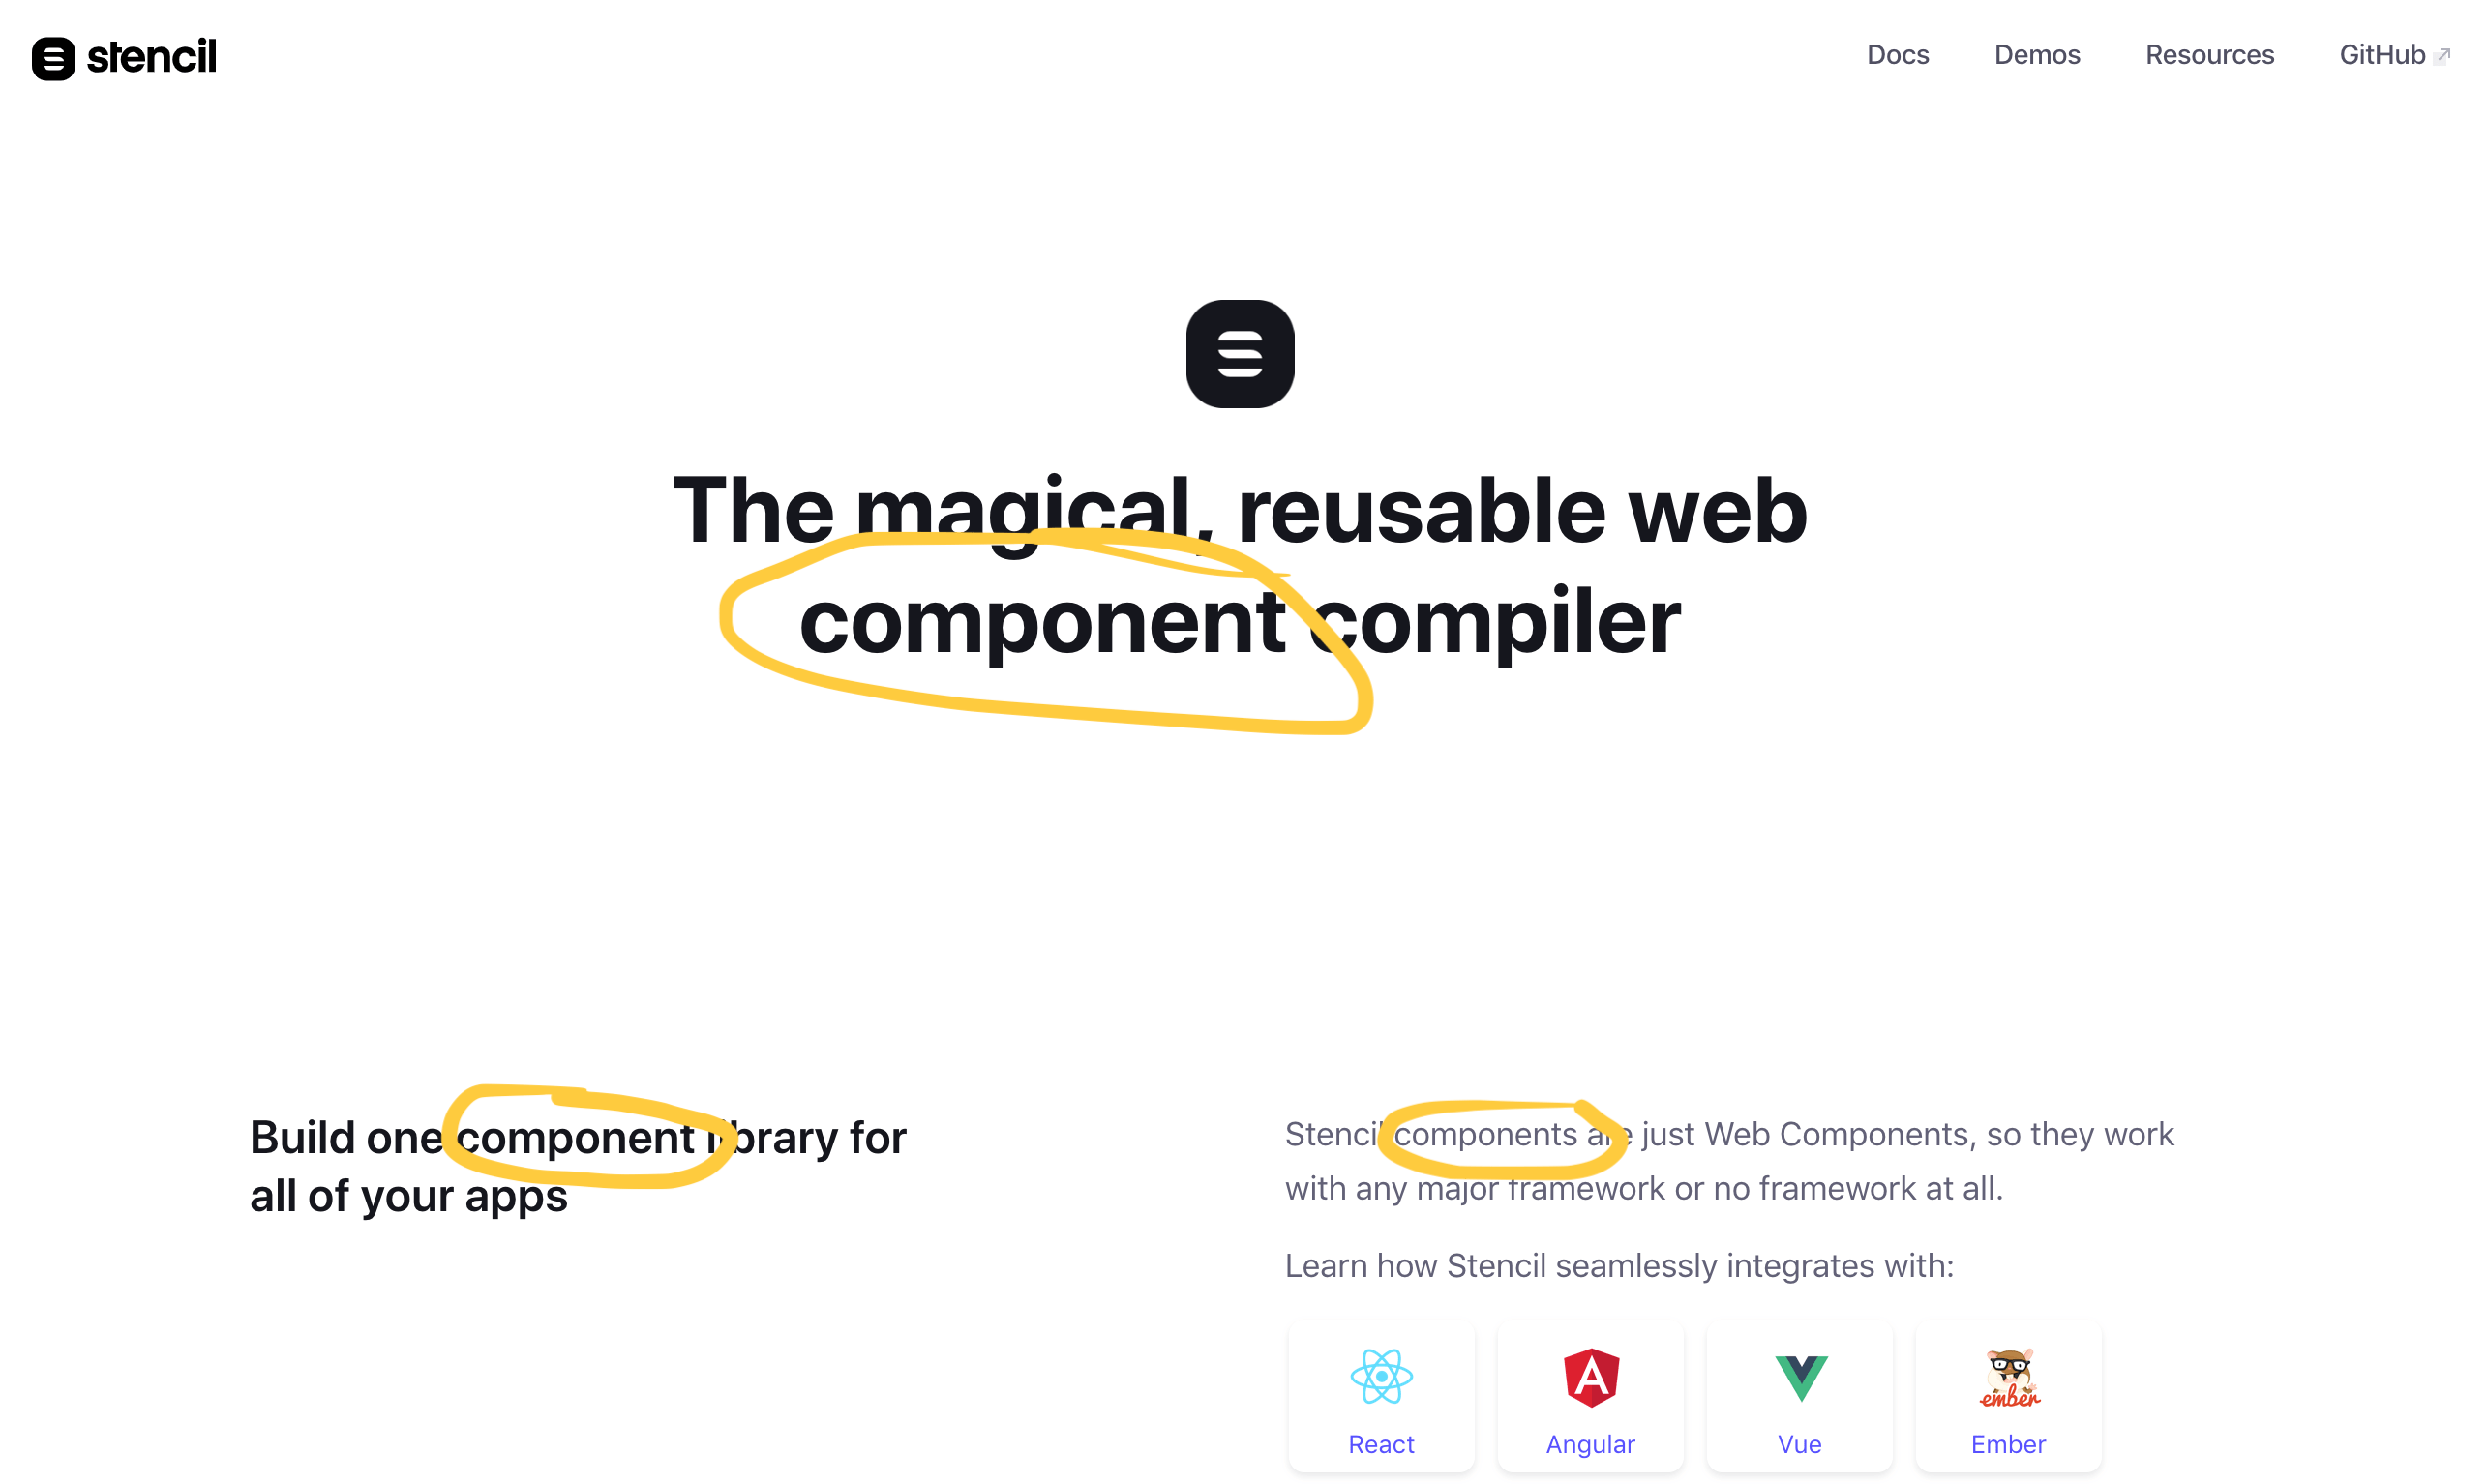 stencil
Docs Demos Resources GitHub
The magical, reusable web
component compiler
Build one component library for
all of your apps
Stencil components are just Web Components, so they work
with any major framework or no framework at all.
Learn how Stencil seamlessly integrates with:
ember
React Angular Vue Ember